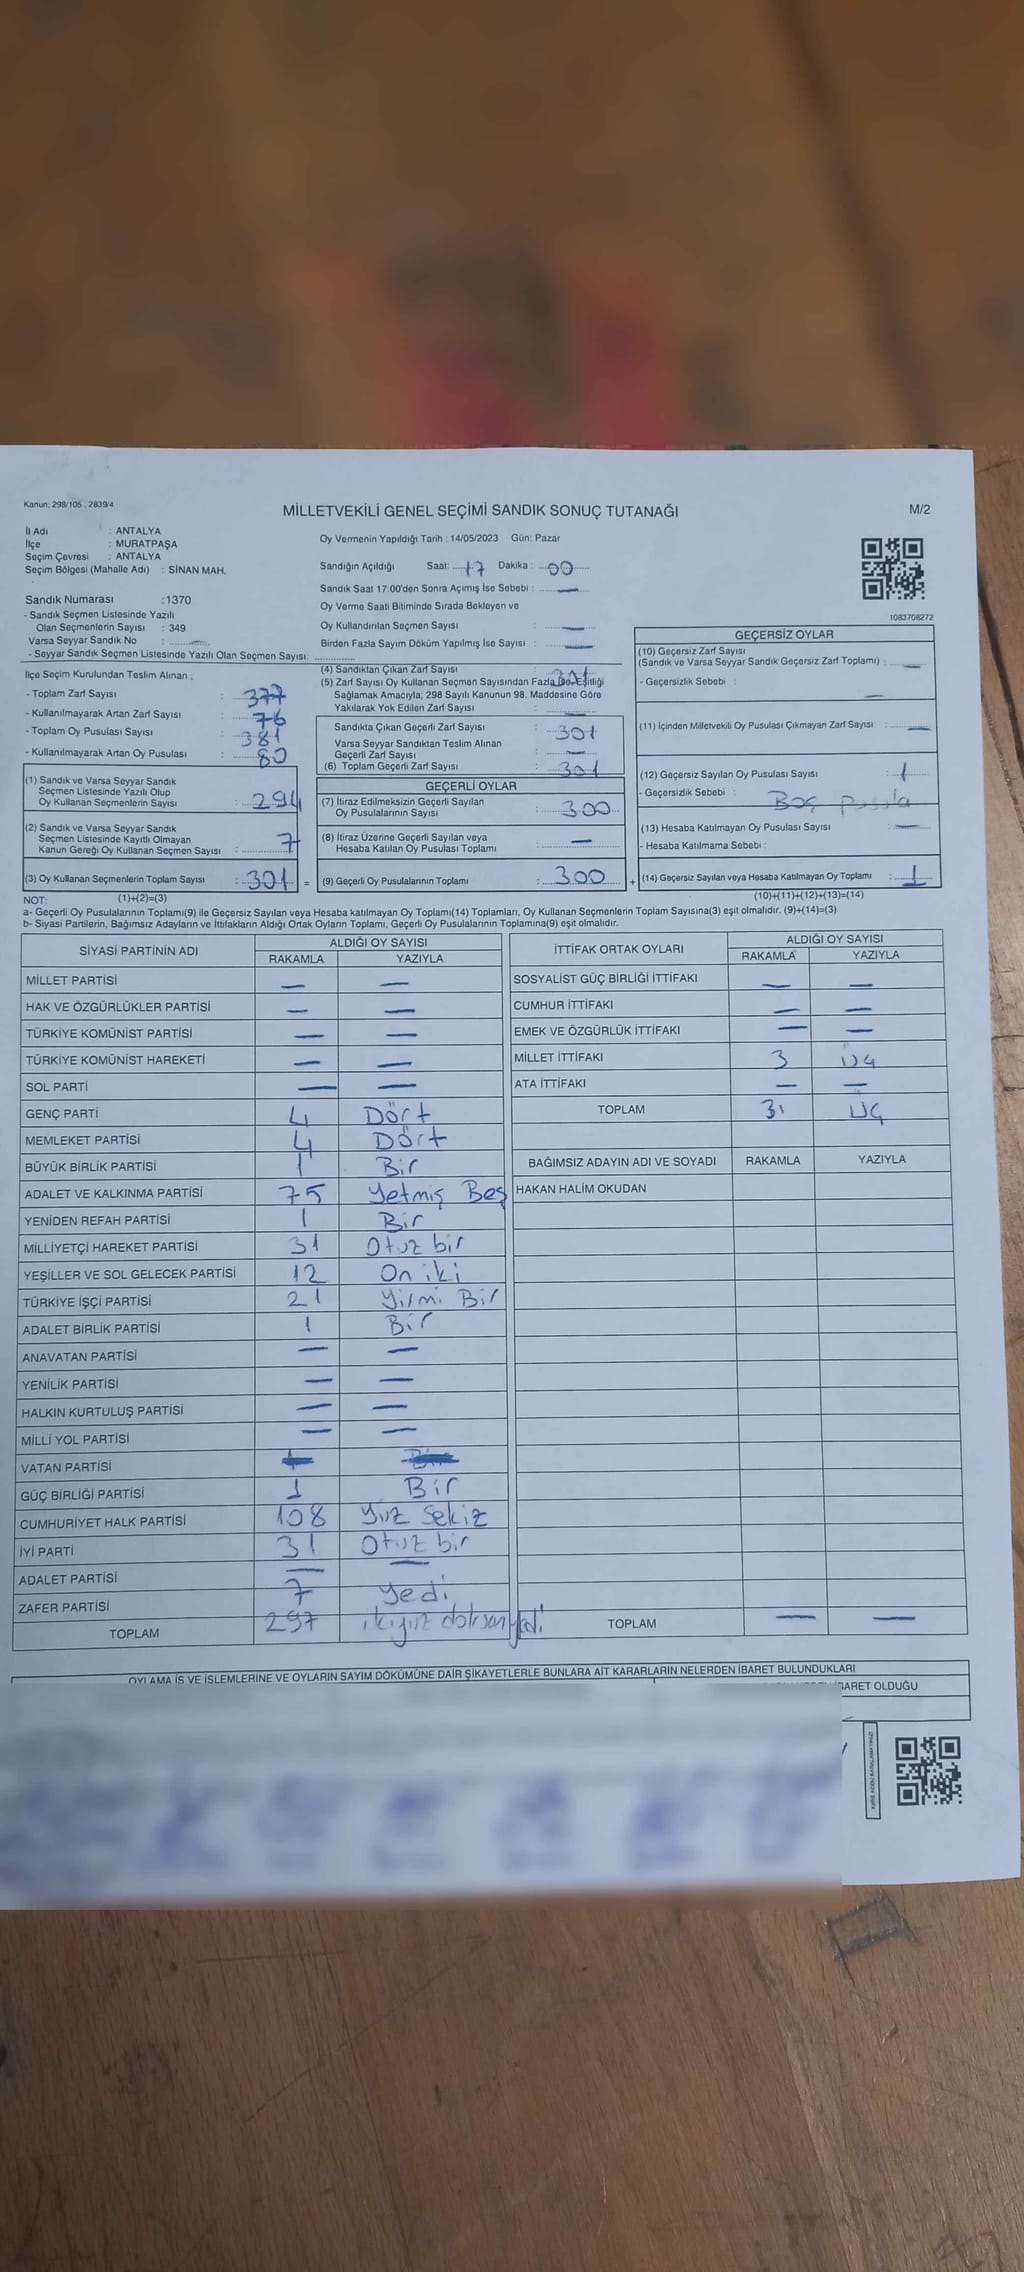 Kanun: 298/105 , 2839/4
MİLLETVEKİLİ GENEL SEÇİMİ SANDIK SONUÇ TUTANAĞI
M/2
İl Adı : ANTALYA
İlçe : MURATPAŞA
Seçim Çevresi : ANTALYA
Seçim Bölgesi (Mahalle Adı) : SİNAN MAH.
Sandık Numarası :1370
- Sandık Seçmen Listesinde Yazılı
Olan Seçmenlerin Sayısı : 349
Varsa Seyyar Sandık No : —
- Seyyar Sandık Seçmen Listesinde Yazılı Olan Seçmen Sayısı:
Oy Vermenin Yapıldığı Tarih : 14/05/2023 Gün: Pazar
Sandığın Açıldığı Saat: 17 Dakika : 00
Sandık Saat 17:00'den Sonra Açımış İse Sebebi : —
Oy Verme Saati Bitiminde Sırada Bekleyen ve
Oy Kullandırılan Seçmen Sayısı : —
Birden Fazla Sayım Döküm Yapılmış İse Sayısı : —
1083708272
İlçe Seçim Kurulundan Teslim Alınan ;
- Toplam Zarf Sayısı : 377
- Kullanılmayarak Artan Zarf Sayısı : 76
- Toplam Oy Pusulası Sayısı : 381
- Kullanılmayarak Artan Oy Pusulası : 80
(1) Sandık ve Varsa Seyyar Sandık
Seçmen Listesinde Yazılı Olup
Oy Kullanan Seçmenlerin Sayısı : 294
(2) Sandık ve Varsa Seyyar Sandık
Seçmen Listesinde Kayıtlı Olmayan
Kanun Gereği Oy Kullanan Seçmen Sayısı : 7
(3) Oy Kullanan Seçmenlerin Toplam Sayısı : 301 =
(1)+(2)=(3)
(4) Sandıktan Çıkan Zarf Sayısı : 301
(5) Zarf Sayısı Oy Kullanan Seçmen Sayısından Fazla İse, Eşitliği
Sağlamak Amacıyla; 298 Sayılı Kanunun 98. Maddesine Göre
Yakılarak Yok Edilen Zarf Sayısı : —
Sandıkta Çıkan Geçerli Zarf Sayısı : 301
Varsa Seyyar Sandıktan Teslim Alınan
Geçerli Zarf Sayısı : —
(6) Toplam Geçerli Zarf Sayısı : 301
GEÇERLİ OYLAR
(7) İtiraz Edilmeksizin Geçerli Sayılan
Oy Pusulalarının Sayısı : 300
(8) İtiraz Üzerine Geçerli Sayılan veya
Hesaba Katılan Oy Pusulası Toplamı : —
(9) Geçerli Oy Pusulalarının Toplamı : 300 +
GEÇERSİZ OYLAR
(10) Geçersiz Zarf Sayısı
(Sandık ve Varsa Seyyar Sandık Geçersiz Zarf Toplamı) : —
- Geçersizlik Sebebi : —
(11) İçinden Milletvekili Oy Pusulası Çıkmayan Zarf Sayısı : —
(12) Geçersiz Sayılan Oy Pusulası Sayısı : 1
- Geçersizlik Sebebi : Boş pusula
(13) Hesaba Katılmayan Oy Pusulası Sayısı : —
- Hesaba Katılmama Sebebi :
(14) Geçersiz Sayılan veya Hesaba Katılmayan Oy Toplamı : 1
(10)+(11)+(12)+(13)=(14)
NOT:
a- Geçerli Oy Pusulalarının Toplamı(9) ile Geçersiz Sayılan veya Hesaba katılmayan Oy Toplamı(14) Toplamları, Oy Kullanan Seçmenlerin Toplam Sayısına(3) eşit olmalıdır. (9)+(14)=(3)
b- Siyasi Partilerin, Bağımsız Adayların ve İttifakların Aldığı Ortak Oyların Toplamı, Geçerli Oy Pusulalarının Toplamına(9) eşit olmalıdır.
SİYASİ PARTİNİN ADI ALDIĞI OY SAYISI
RAKAMLA YAZIYLA
MİLLET PARTİSİ — —
HAK VE ÖZGÜRLÜKLER PARTİSİ — —
TÜRKİYE KOMÜNİST PARTİSİ — —
TÜRKİYE KOMÜNİST HAREKETİ — —
SOL PARTİ — —
GENÇ PARTİ 4 Dört
MEMLEKET PARTİSİ 4 Dört
BÜYÜK BİRLİK PARTİSİ 1 Bir
ADALET VE KALKINMA PARTİSİ 75 Yetmiş Beş
YENİDEN REFAH PARTİSİ 1 Bir
MİLLİYETÇİ HAREKET PARTİSİ 31 Otuz bir
YEŞİLLER VE SOL GELECEK PARTİSİ 12 On iki
TÜRKİYE İŞÇİ PARTİSİ 21 Yirmi Bir
ADALET BİRLİK PARTİSİ 1 Bir
ANAVATAN PARTİSİ — —
YENİLİK PARTİSİ — —
HALKIN KURTULUŞ PARTİSİ — —
MİLLİ YOL PARTİSİ — —
VATAN PARTİSİ
GÜÇ BİRLİĞİ PARTİSİ 1 Bir
CUMHURİYET HALK PARTİSİ 108 Yüz Sekiz
İYİ PARTİ 31 Otuz bir
ADALET PARTİSİ — —
ZAFER PARTİSİ 7 Yedi
TOPLAM 297 ikiyüz doksan yedi
İTTİFAK ORTAK OYLARI ALDIĞI OY SAYISI
RAKAMLA YAZIYLA
SOSYALİST GÜÇ BİRLİĞİ İTTİFAKI — —
CUMHUR İTTİFAKI — —
EMEK VE ÖZGÜRLÜK İTTİFAKI — —
MİLLET İTTİFAKI 3 Üç
ATA İTTİFAKI — —
TOPLAM 3 Üç
BAĞIMSIZ ADAYIN ADI VE SOYADI RAKAMLA YAZIYLA
HAKAN HALİM OKUDAN
TOPLAM — —
OYLAMA İŞ VE İŞLEMLERİNE VE OYLARIN SAYIM DÖKÜMÜNE DAİR ŞİKAYETLERLE BUNLARA AİT KARARLARIN NELERDEN İBARET BULUNDUKLARI
İBARET OLDUĞU